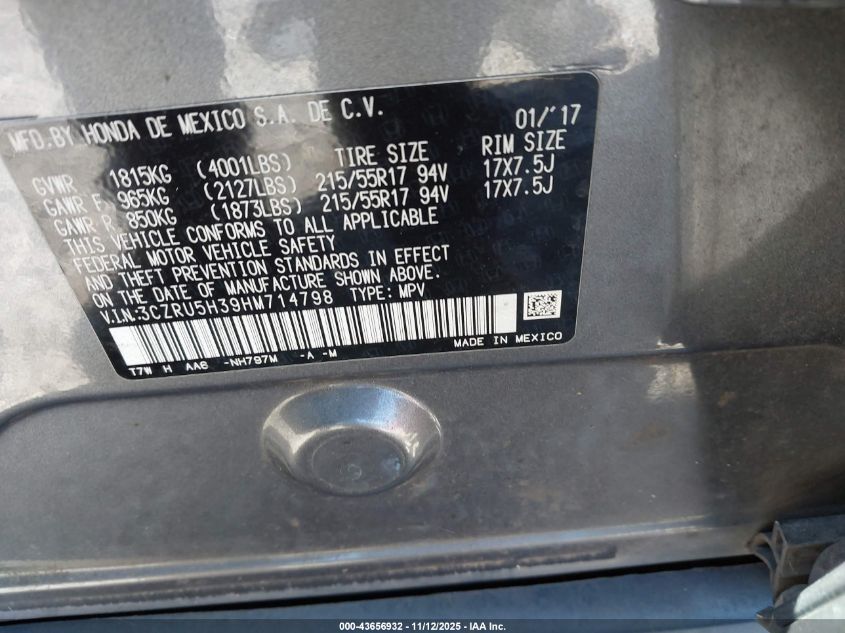 MFD.BY HONDA DE MEXICO S.A. DE C.V. 01/'17
GVWR 1815KG (4001LBS) TIRE SIZE RIM SIZE
GAWR F. 965KG (2127LBS) 215/55R17 94V 17X7.5J
GAWR R. 850KG (1873LBS) 215/55R17 94V 17X7.5J
THIS VEHICLE CONFORMS TO ALL APPLICABLE
FEDERAL MOTOR VEHICLE SAFETY
AND THEFT PREVENTION STANDARDS IN EFFECT
ON THE DATE OF MANUFACTURE SHOWN ABOVE.
V.I.N.3CZRU5H39HM714798 TYPE: MPV
T7W H AA6 -NH797M -A -M MADE IN MEXICO
000-43656932 - 11/12/2025 - IAA Inc.